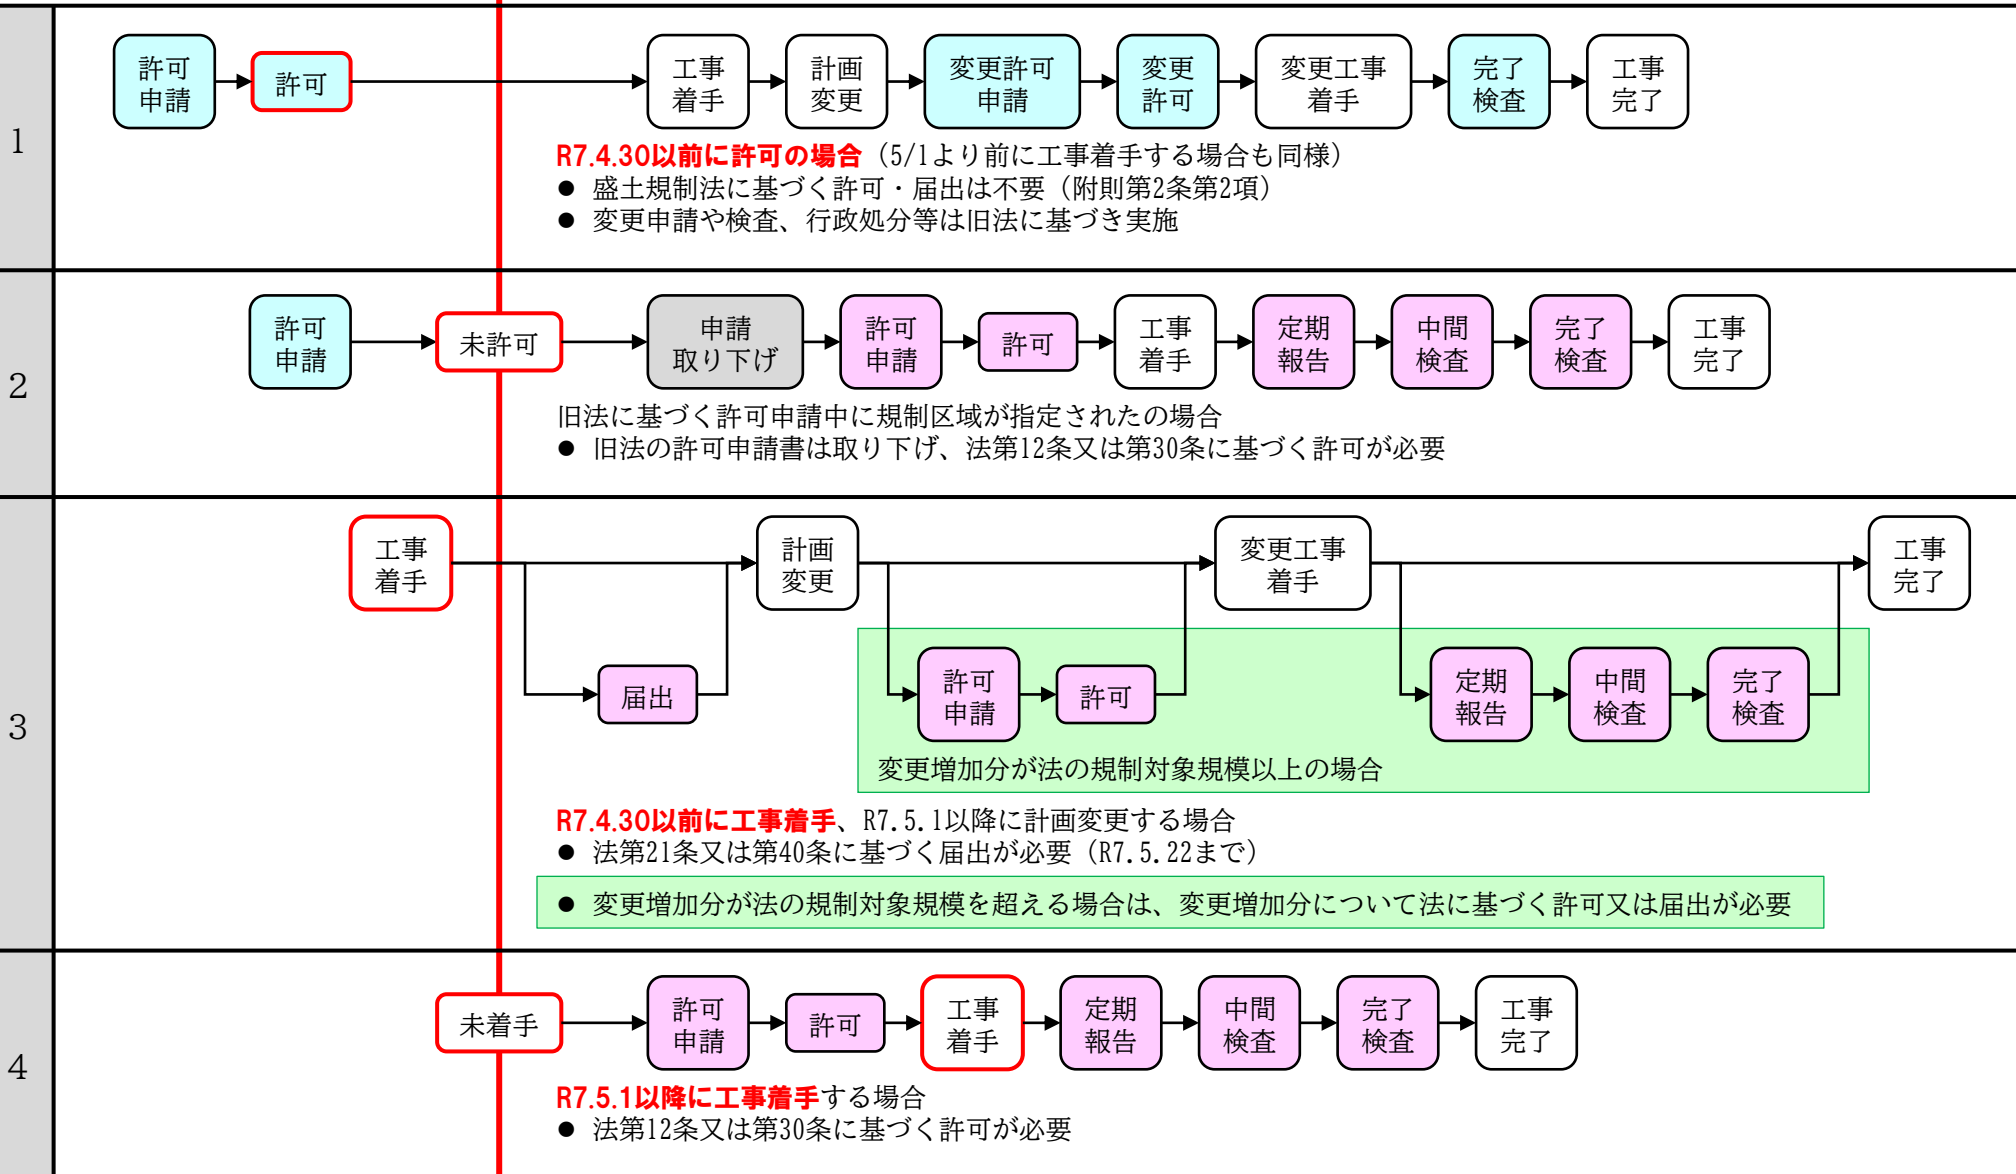 1
許可
申請
許可
工事
着手
計画
変更
変更許可
申請
変更
許可
変更工事
着手
完了
検査
工事
完了
R7.4.30以前に許可の場合（5/1より前に工事着手する場合も同様）
● 盛土規制法に基づく許可・届出は不要（附則第2条第2項）
● 変更申請や検査、行政処分等は旧法に基づき実施
2
許可
申請
未許可
申請
取り下げ
許可
申請
許可
工事
着手
定期
報告
中間
検査
完了
検査
工事
完了
旧法に基づく許可申請中に規制区域が指定されたの場合
● 旧法の許可申請書は取り下げ、法第12条又は第30条に基づく許可が必要
3
工事
着手
届出
計画
変更
許可
申請
許可
変更工事
着手
定期
報告
中間
検査
完了
検査
工事
完了
変更増加分が法の規制対象規模以上の場合
R7.4.30以前に工事着手、R7.5.1以降に計画変更する場合
● 法第21条又は第40条に基づく届出が必要（R7.5.22まで）
● 変更増加分が法の規制対象規模を超える場合は、変更増加分について法に基づく許可又は届出が必要
4
未着手
許可
申請
許可
工事
着手
定期
報告
中間
検査
完了
検査
工事
完了
R7.5.1以降に工事着手する場合
● 法第12条又は第30条に基づく許可が必要